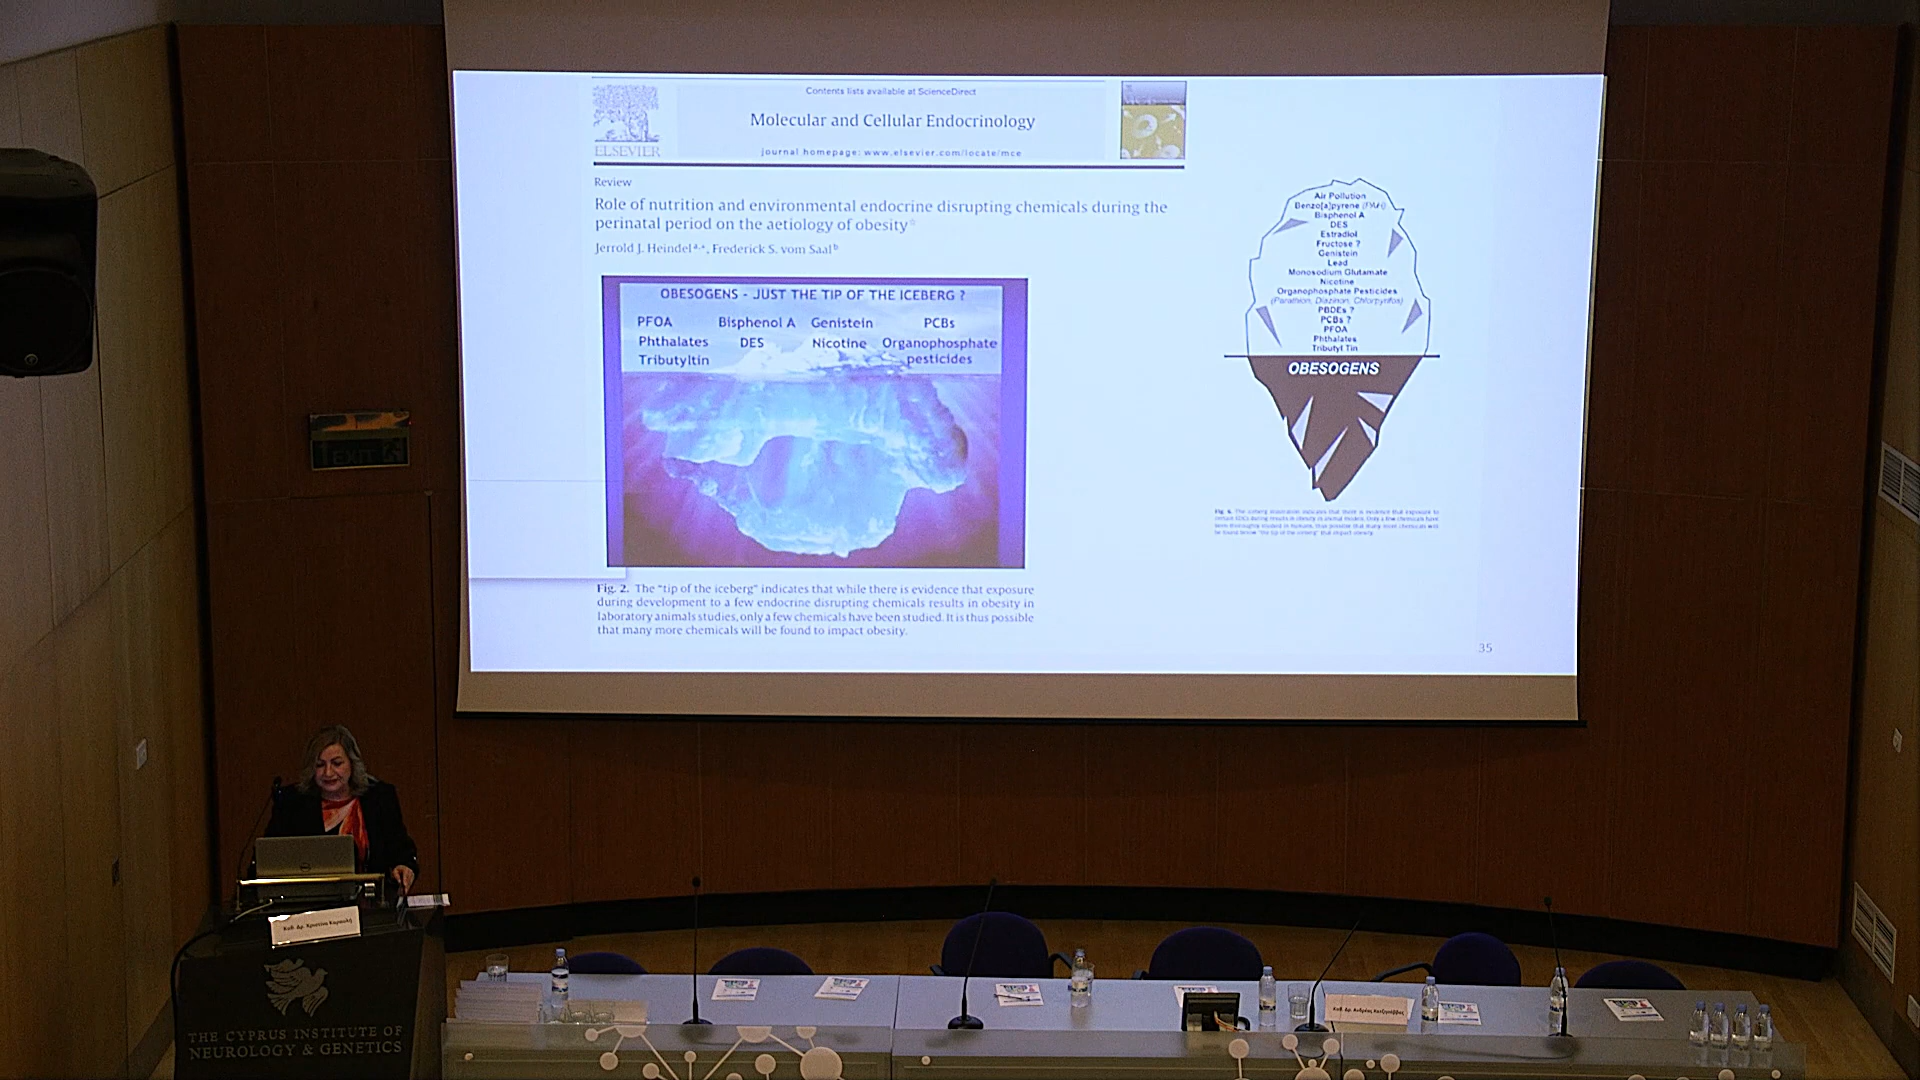 Contents lists available at ScienceDirect
Molecular and Cellular Endocrinology
journal homepage: www.elsevier.com/locate/mce
ELSEVIER
Review
Role of nutrition and environmental endocrine disrupting chemicals during the
perinatal period on the aetiology of obesity☆
Jerrold J. Heindel a,*, Frederick S. vom Saal b
OBESOGENS - JUST THE TIP OF THE ICEBERG ?
PFOA Bisphenol A Genistein PCBs
Phthalates DES Nicotine Organophosphate
Tributyltin pesticides
Fig. 2. The "tip of the iceberg" indicates that while there is evidence that exposure
during development to a few endocrine disrupting chemicals results in obesity in
laboratory animals studies, only a few chemicals have been studied. It is thus possible
that many more chemicals will be found to impact obesity.
Air Pollution
Benzo[a]pyrene (PAH)
Bisphenol A
DES
Estradiol
Fructose ?
Genistein
Lead
Monosodium Glutamate
Nicotine
Organophosphate Pesticides
(Parathion, Diazinon, Chlorpyrifos)
PBDEs ?
PCBs ?
PFOA
Phthalates
Tributyl Tin
OBESOGENS
35
EXIT
THE CYPRUS INSTITUTE OF
NEUROLOGY & GENETICS